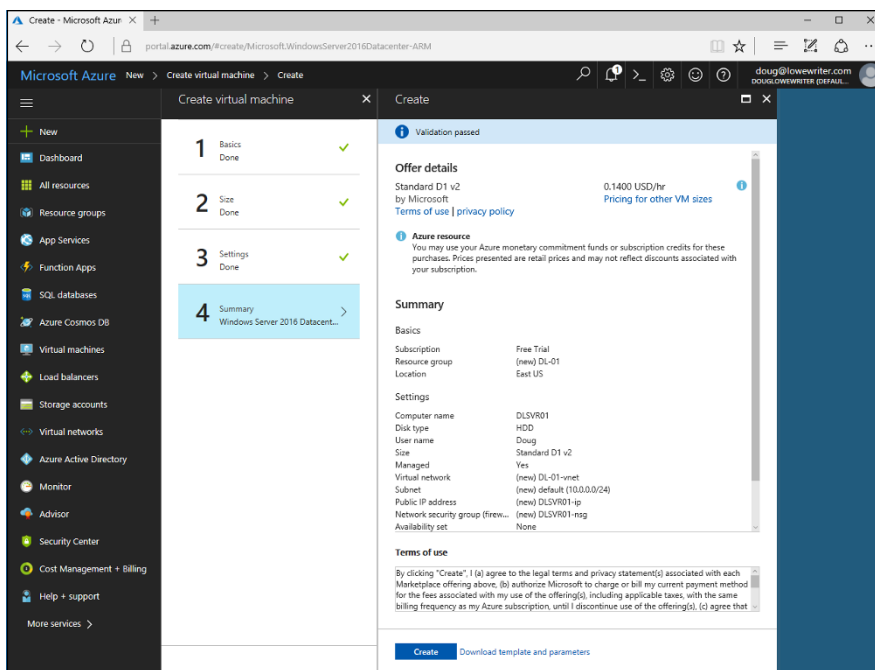 Create - Microsoft Azur
portal.azure.com/#create/Microsoft.WindowsServer2016Datacenter-ARM
Microsoft Azure New > Create virtual machine > Create
1
doug@lowewriter.com
DOUGLOWEWRITER (DEFAUL...
New
Dashboard
All resources
Resource groups
App Services
Function Apps
SQL databases
Azure Cosmos DB
Virtual machines
Load balancers
Storage accounts
Virtual networks
Azure Active Directory
Monitor
Advisor
Security Center
Cost Management + Billing
Help + support
More services >
Create virtual machine
1 Basics
Done
2 Size
Done
3 Settings
Done
4 Summary
Windows Server 2016 Datacent...
Create
Validation passed
Offer details
Standard D1 v2 0.1400 USD/hr
by Microsoft Pricing for other VM sizes
Terms of use | privacy policy
Azure resource
You may use your Azure monetary commitment funds or subscription credits for these
purchases. Prices presented are retail prices and may not reflect discounts associated with
your subscription.
Summary
Basics
Subscription Free Trial
Resource group (new) DL-01
Location East US
Settings
Computer name DLSVR01
Disk type HDD
User name Doug
Size Standard D1 v2
Managed Yes
Virtual network (new) DL-01-vnet
Subnet (new) default (10.0.0.0/24)
Public IP address (new) DLSVR01-ip
Network security group (firew... (new) DLSVR01-nsg
Availability set None
Terms of use
By clicking "Create", I (a) agree to the legal terms and privacy statement(s) associated with each
Marketplace offering above, (b) authorize Microsoft to charge or bill my current payment method
for the fees associated with my use of the offering(s), including applicable taxes, with the same
billing frequency as my Azure subscription, until I discontinue use of the offering(s), (c) agree that
Create Download template and parameters